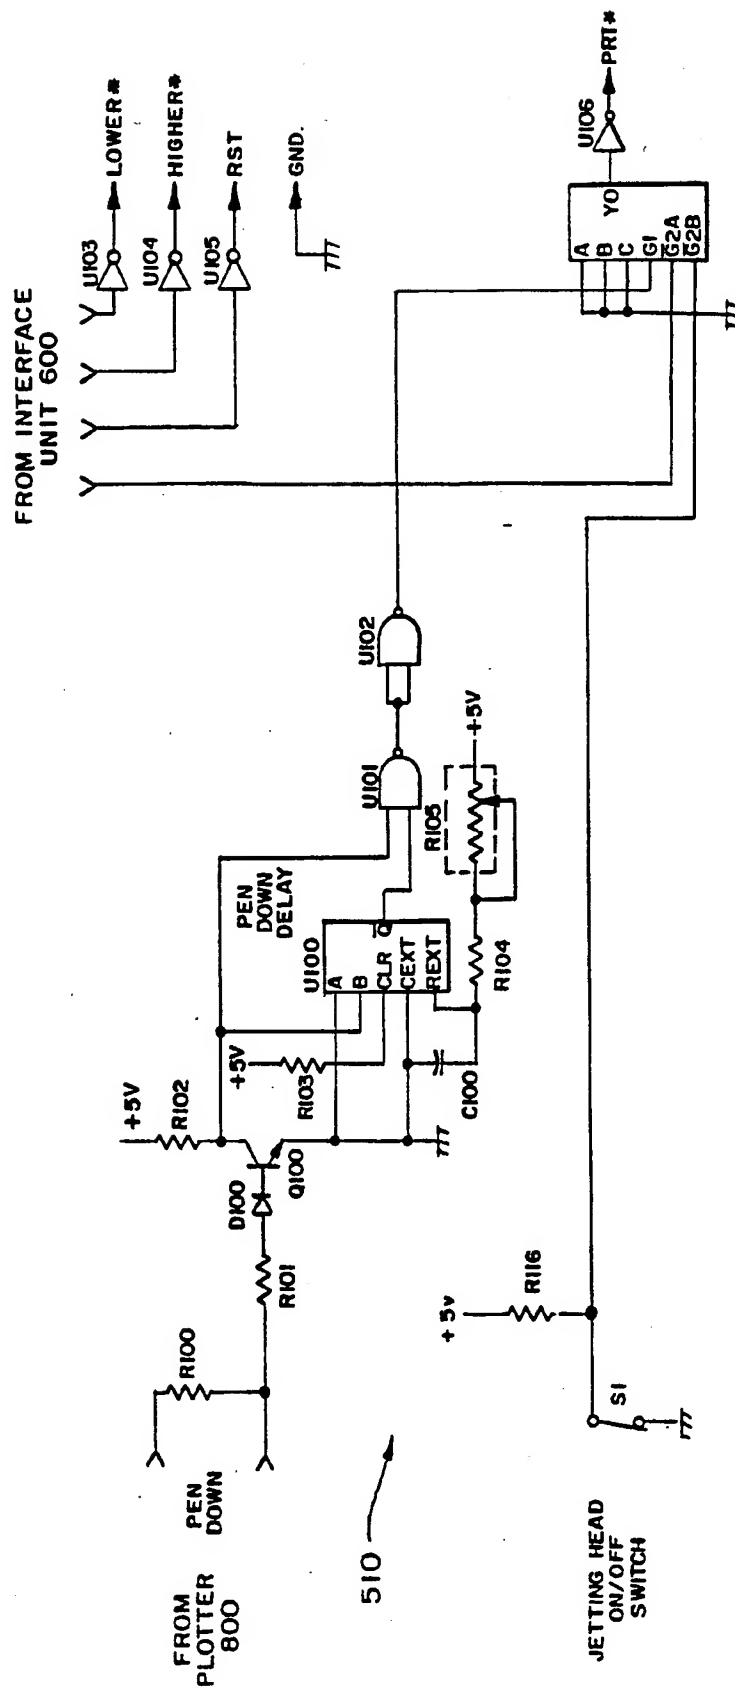 FROM INTERFACE
UNIT 600
U103
LOWER*
U104
HIGHER*
U105
RST
GND.
FROM
PLOTTER
800
PEN
DOWN
R100
R101
D100
Q100
+5V
R102
+5V
R103
PEN
DOWN
DELAY
U100
A
B
CLR
CEXT
REXT
Q
C100
R104
R105
+5V
U101
U102
A
B
C
G1
G2A
G2B
Y0
U106
PRT*
510
JETTING HEAD
ON/OFF
SWITCH
S1
+5v
R116